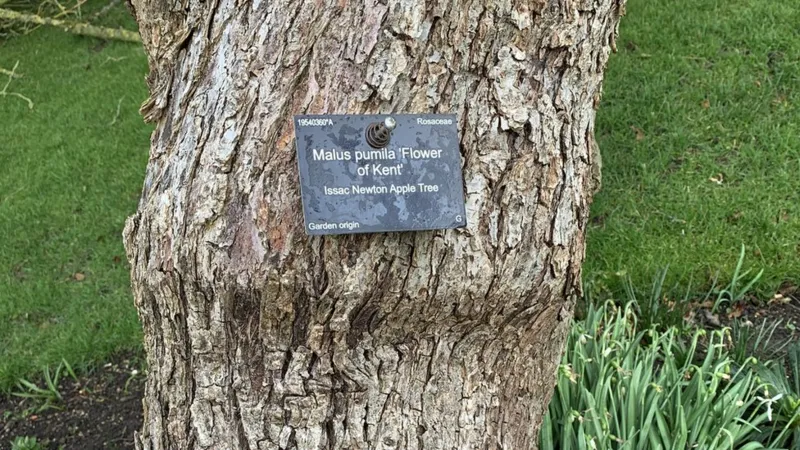 19540360*A Rosaceae
Malus pumila 'Flower
of Kent'
Issac Newton Apple Tree
Garden origin G